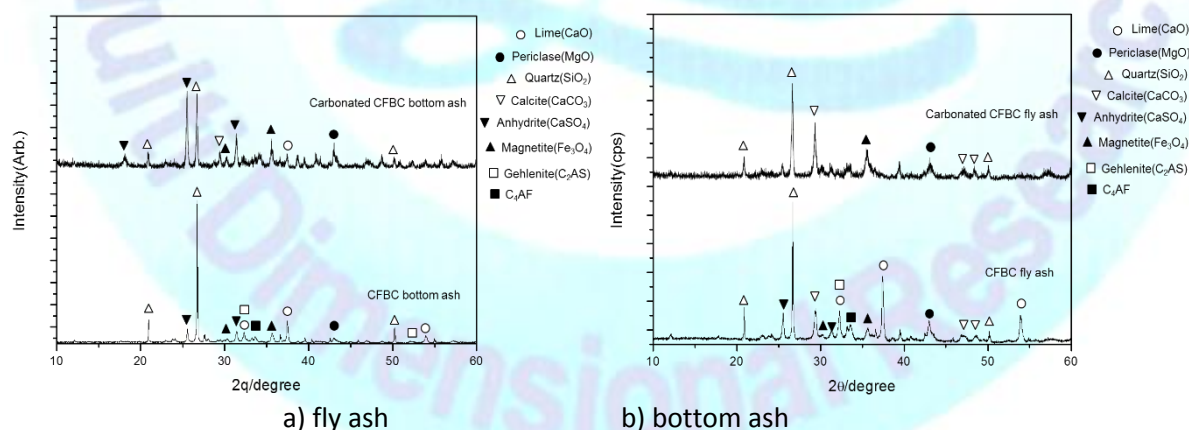 Lime(CaO)
Periclase(MgO)
Quartz(SiO₂)
Calcite(CaCO₃)
Anhydrite(CaSO₄)
Magnetite(Fe₃O₄)
Gehlenite(C₂AS)
C₄AF
Carbonated CFBC bottom ash
CFBC bottom ash
Intensity(Arb.)
10 20 30 40 50 60
2q/degree
a) fly ash
Lime(CaO)
Periclase(MgO)
Quartz(SiO₂)
Calcite(CaCO₃)
Anhydrite(CaSO₄)
Magnetite(Fe₃O₄)
Gehlenite(C₂AS)
C₄AF
Carbonated CFBC fly ash
CFBC fly ash
Intensity(cps)
10 20 30 40 50 60
2θ/degree
b) bottom ash
Dimensional Researc